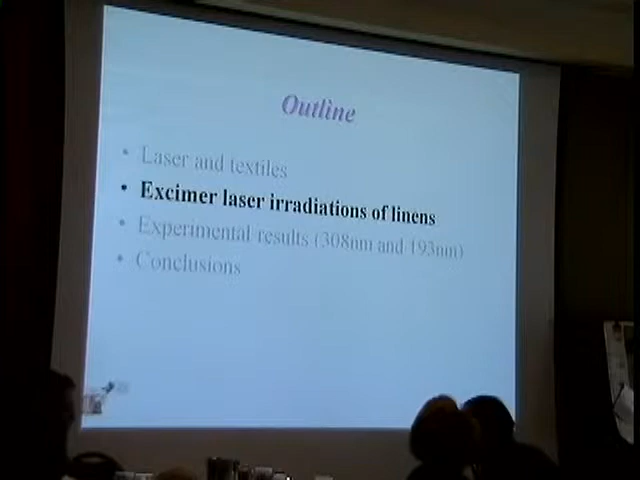 Outline
• Laser and textiles
• Excimer laser irradiations of linens
• Experimental results (308nm and 193nm)
• Conclusions